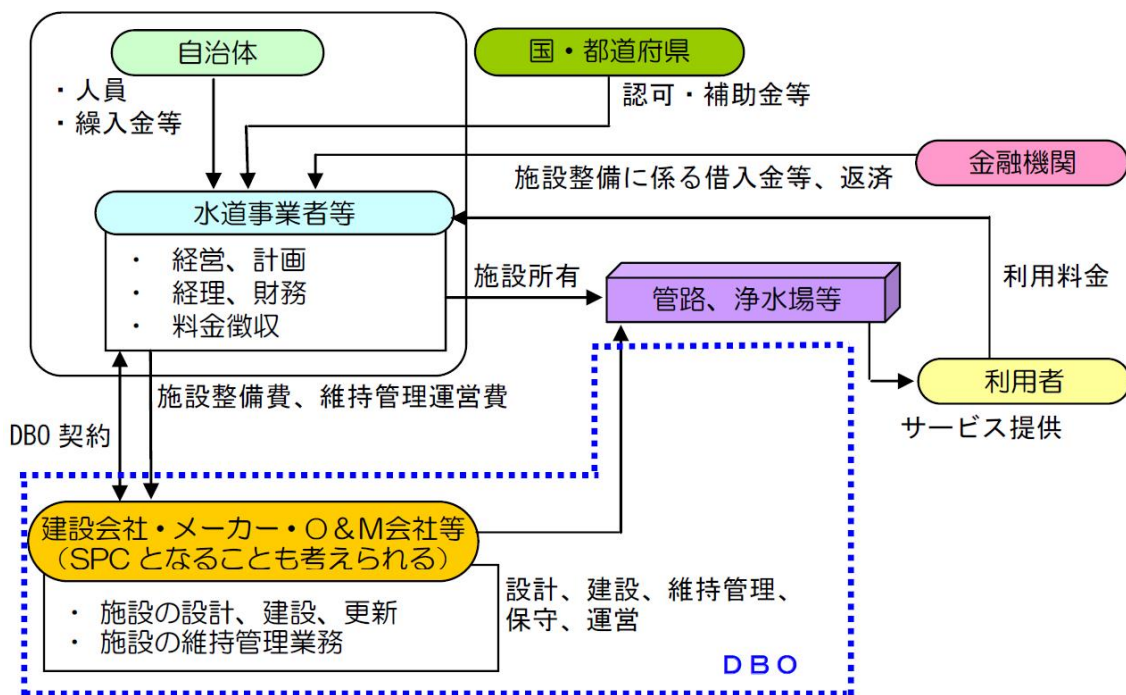 自治体
国・都道府県
・人員
・繰入金等
認可・補助金等
金融機関
施設整備に係る借入金等、返済
水道事業者等
・ 経営、計画
・ 経理、財務
・ 料金徴収
施設所有
管路、浄水場等
利用料金
利用者
サービス提供
施設整備費、維持管理運営費
DBO 契約
建設会社・メーカー・O&M会社等
(SPC となることも考えられる)
・ 施設の設計、建設、更新
・ 施設の維持管理業務
設計、建設、維持管理、
保守、運営
DBO